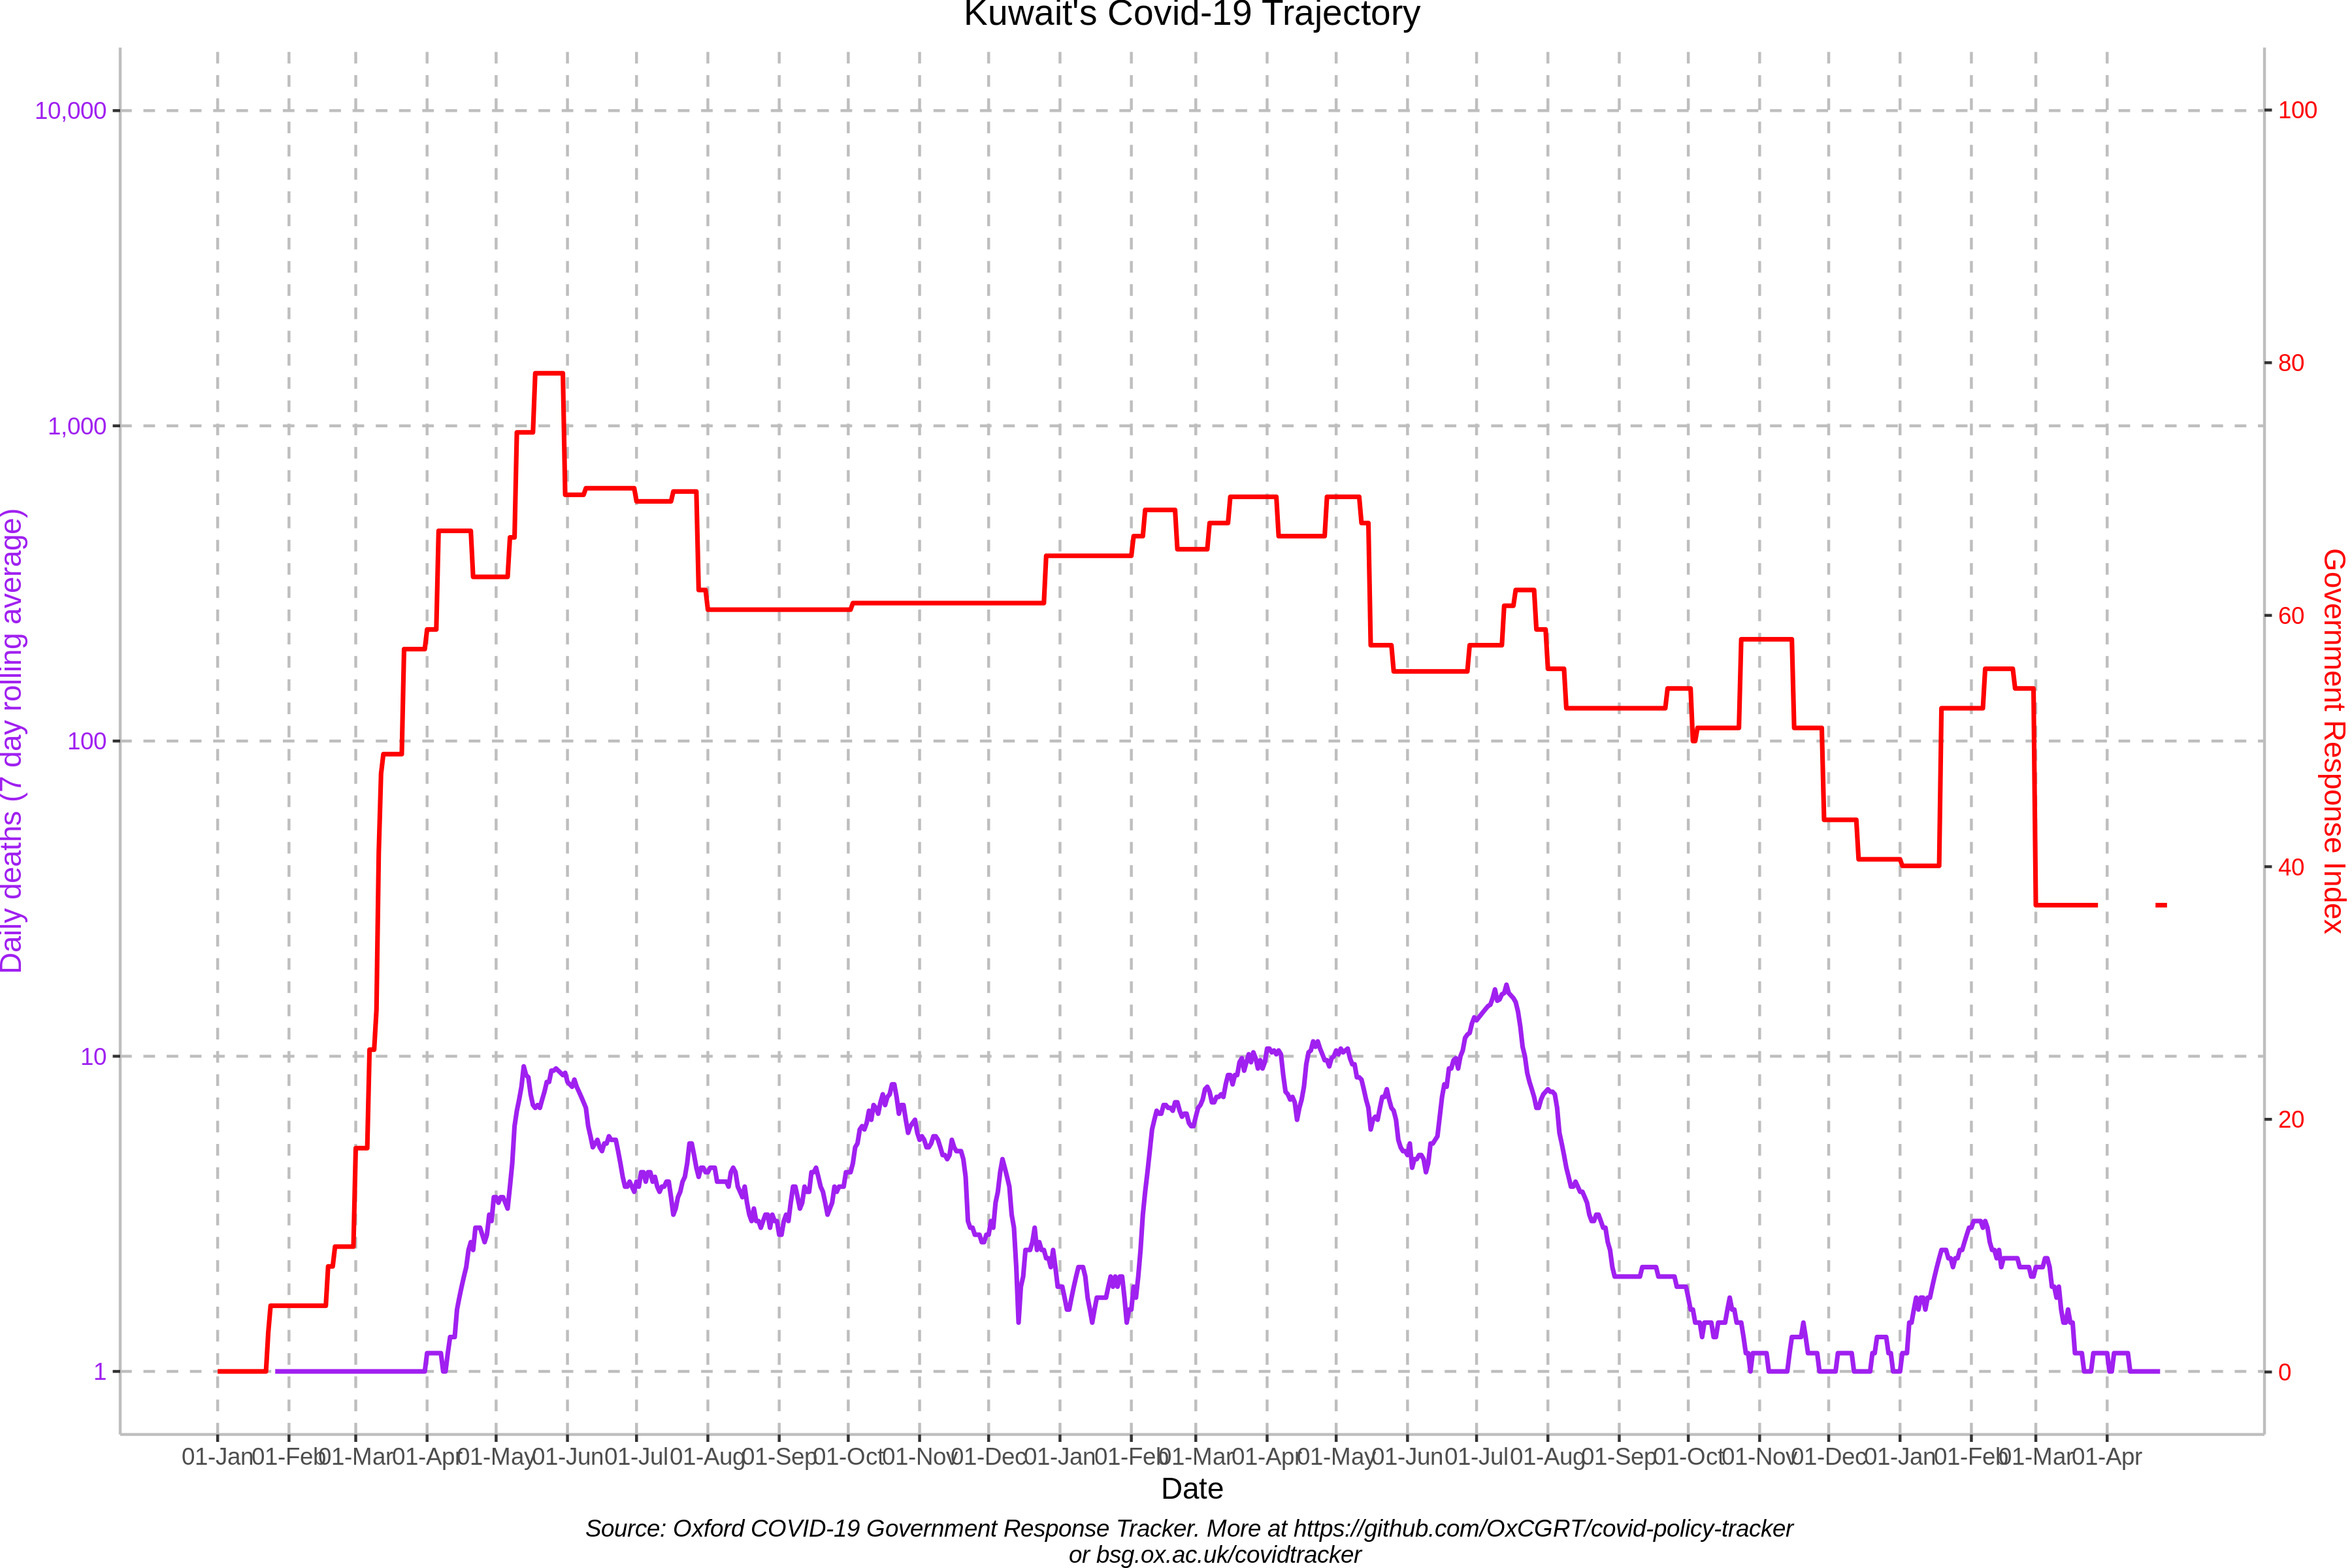 Kuwait's Covid-19 Trajectory
10,000
1,000
100
10
1
Daily deaths (7 day rolling average)
100
80
60
40
20
0
Government Response Index
01-Jan 01-Feb 01-Mar 01-Apr 01-May 01-Jun 01-Jul 01-Aug 01-Sep 01-Oct 01-Nov 01-Dec 01-Jan 01-Feb 01-Mar 01-Apr 01-May 01-Jun 01-Jul 01-Aug 01-Sep 01-Oct 01-Nov 01-Dec 01-Jan 01-Feb 01-Mar 01-Apr
Date
Source: Oxford COVID-19 Government Response Tracker. More at https://github.com/OxCGRT/covid-policy-tracker
or bsg.ox.ac.uk/covidtracker